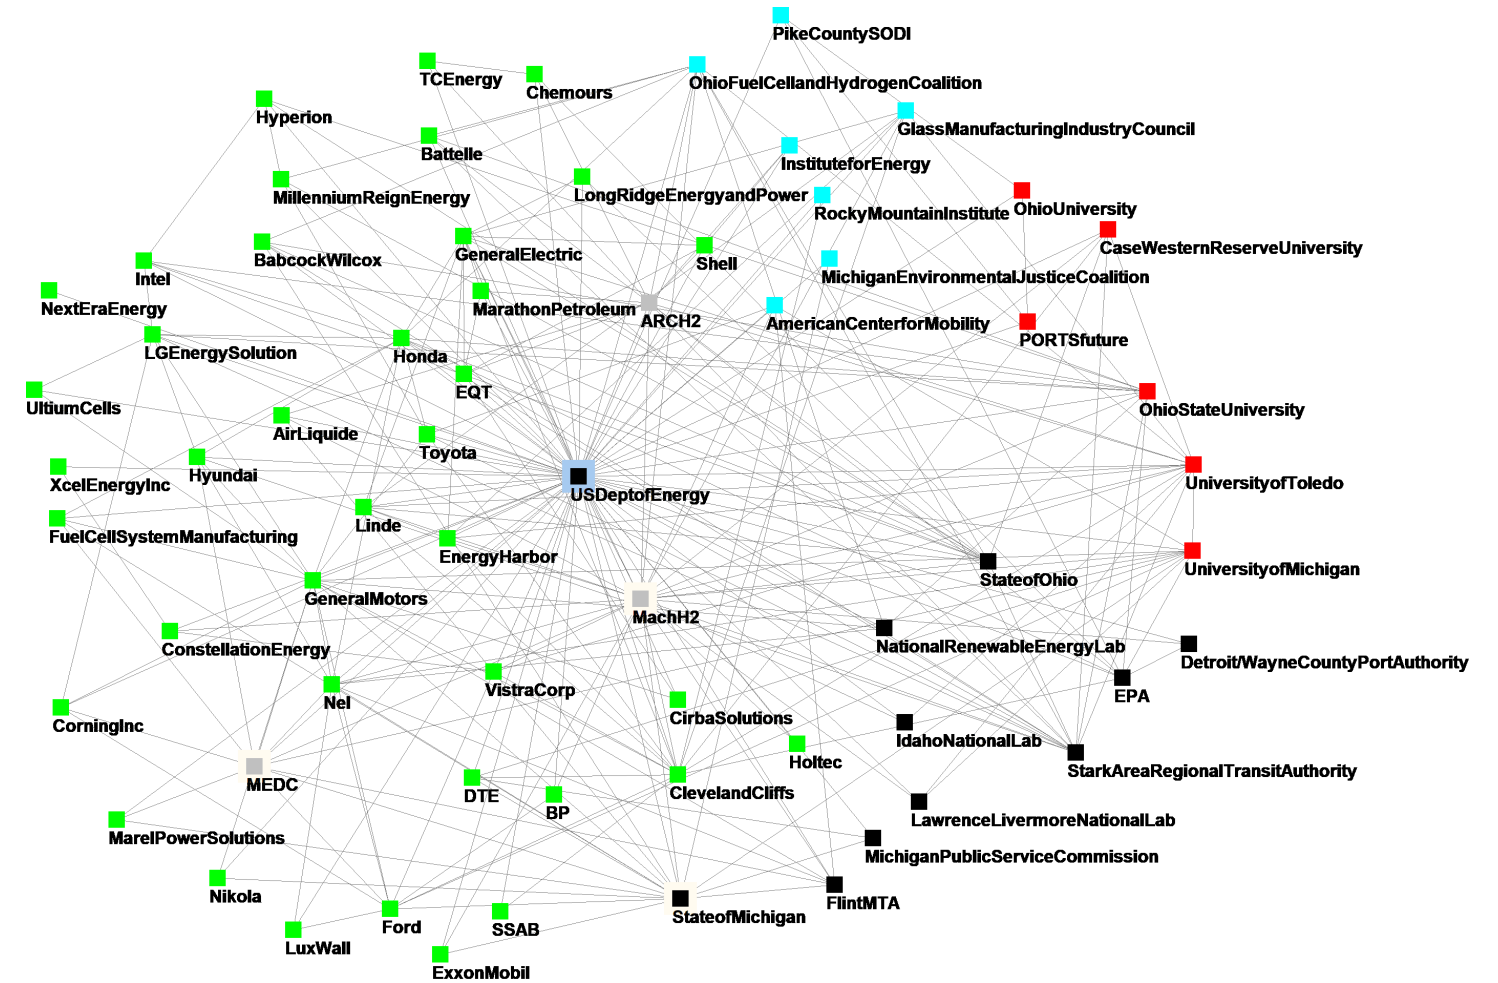 PikeCountySODI
TCEnergy
OhioFuelCellandHydrogenCoalition
Chemours
Hyperion
GlassManufacturingIndustryCouncil
Battelle
InstituteforEnergy
MillenniumReignEnergy
LongRidgeEnergyandPower
RockyMountainInstitute
OhioUniversity
CaseWesternReserveUniversity
BabcockWilcox
GeneralElectric
Shell
MichiganEnvironmentalJusticeCoalition
Intel
NextEraEnergy
MarathonPetroleum
ARCH2
AmericanCenterforMobility
PORTSfuture
LGEnergySolution
Honda
EQT
UltiumCells
OhioStateUniversity
AirLiquide
Toyota
Hyundai
XcelEnergyInc
USDeptofEnergy
UniversityofToledo
Linde
FuelCellSystemManufacturing
EnergyHarbor
UniversityofMichigan
StateofOhio
GeneralMotors
MachH2
ConstellationEnergy
NationalRenewableEnergyLab
Detroit/WayneCountyPortAuthority
VistraCorp
EPA
Nel
CirbaSolutions
CorningInc
IdahoNationalLab
Holtec
StarkAreaRegionalTransitAuthority
MEDC
DTE
ClevelandCliffs
BP
LawrenceLivermoreNationalLab
MarelPowerSolutions
MichiganPublicServiceCommission
Nikola
FlintMTA
StateofMichigan
Ford
SSAB
LuxWall
ExxonMobil